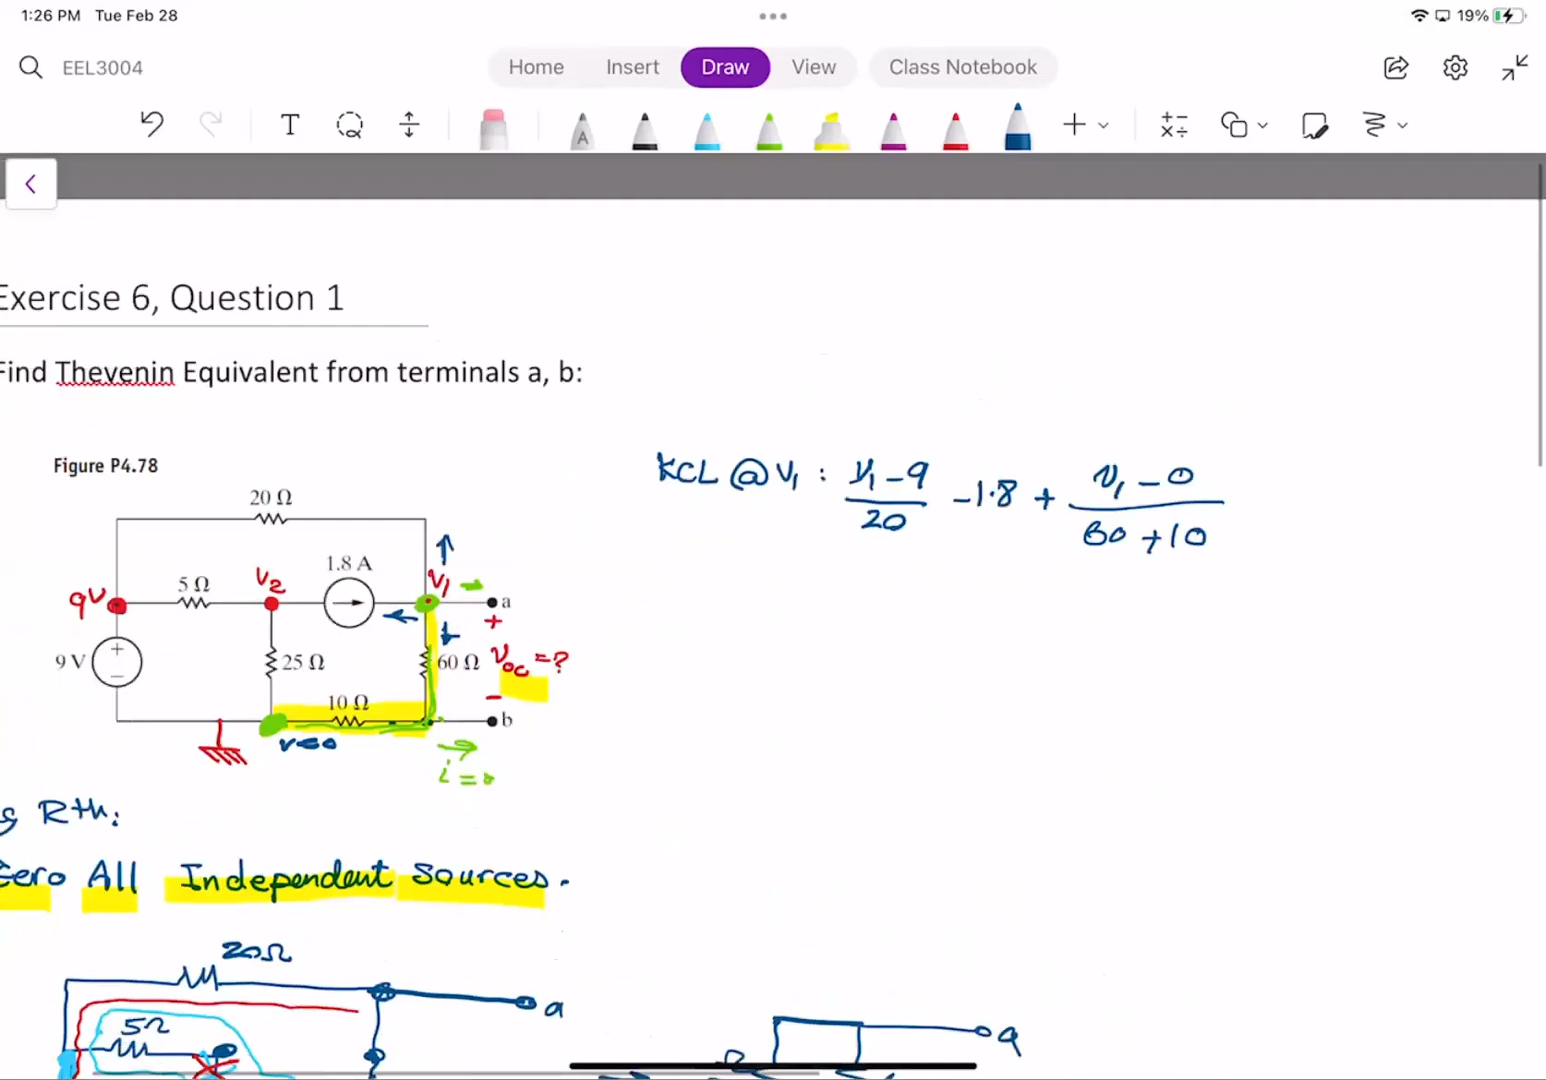 1:26 PM Tue Feb 28
19%
EEL3004
Home Insert Draw View Class Notebook
Exercise 6, Question 1
Find Thevenin Equivalent from terminals a, b:
Figure P4.78
KCL @ V₁ : V₁ - 9 / 20 - 1.8 + V₁ - 0 / 60 + 10
20 Ω
1.8 A
5 Ω
V₂
V₁
9V
a
+
9 V
+
−
25 Ω
60 Ω
Voc = ?
10 Ω
−
b
v=0
i=0
Rth:
Zero All Independent Sources.
20Ω
a
5Ω
a